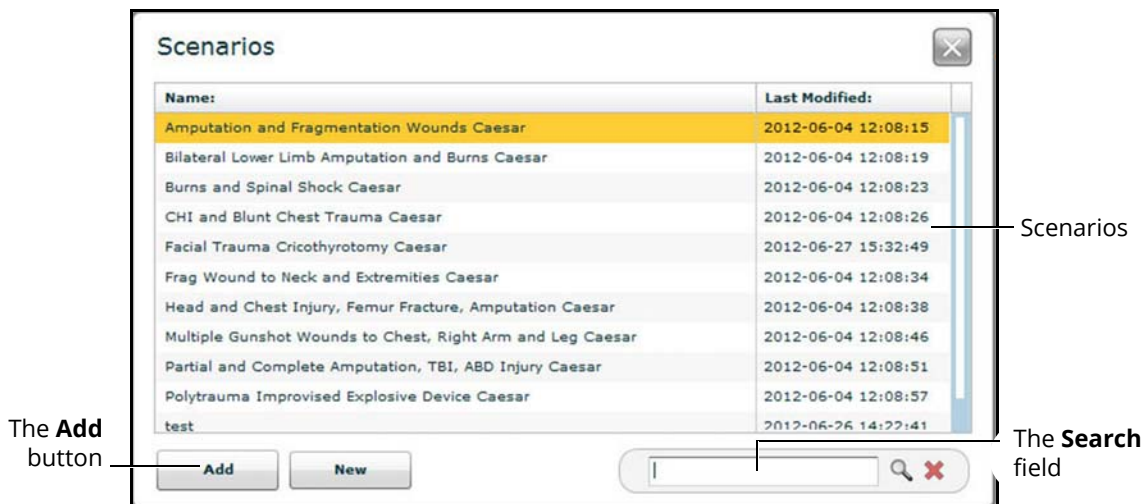 Scenarios
Name: Last Modified:
Amputation and Fragmentation Wounds Caesar 2012-06-04 12:08:15
Bilateral Lower Limb Amputation and Burns Caesar 2012-06-04 12:08:19
Burns and Spinal Shock Caesar 2012-06-04 12:08:23
CHI and Blunt Chest Trauma Caesar 2012-06-04 12:08:26
Scenarios
Facial Trauma Cricothyrotomy Caesar 2012-06-27 15:32:49
Frag Wound to Neck and Extremities Caesar 2012-06-04 12:08:34
Head and Chest Injury, Femur Fracture, Amputation Caesar 2012-06-04 12:08:38
Multiple Gunshot Wounds to Chest, Right Arm and Leg Caesar 2012-06-04 12:08:46
Partial and Complete Amputation, TBI, ABD Injury Caesar 2012-06-04 12:08:51
Polytrauma Improvised Explosive Device Caesar 2012-06-04 12:08:57
test 2012-06-26 14:22:41
The Add
button
Add New
The Search
field